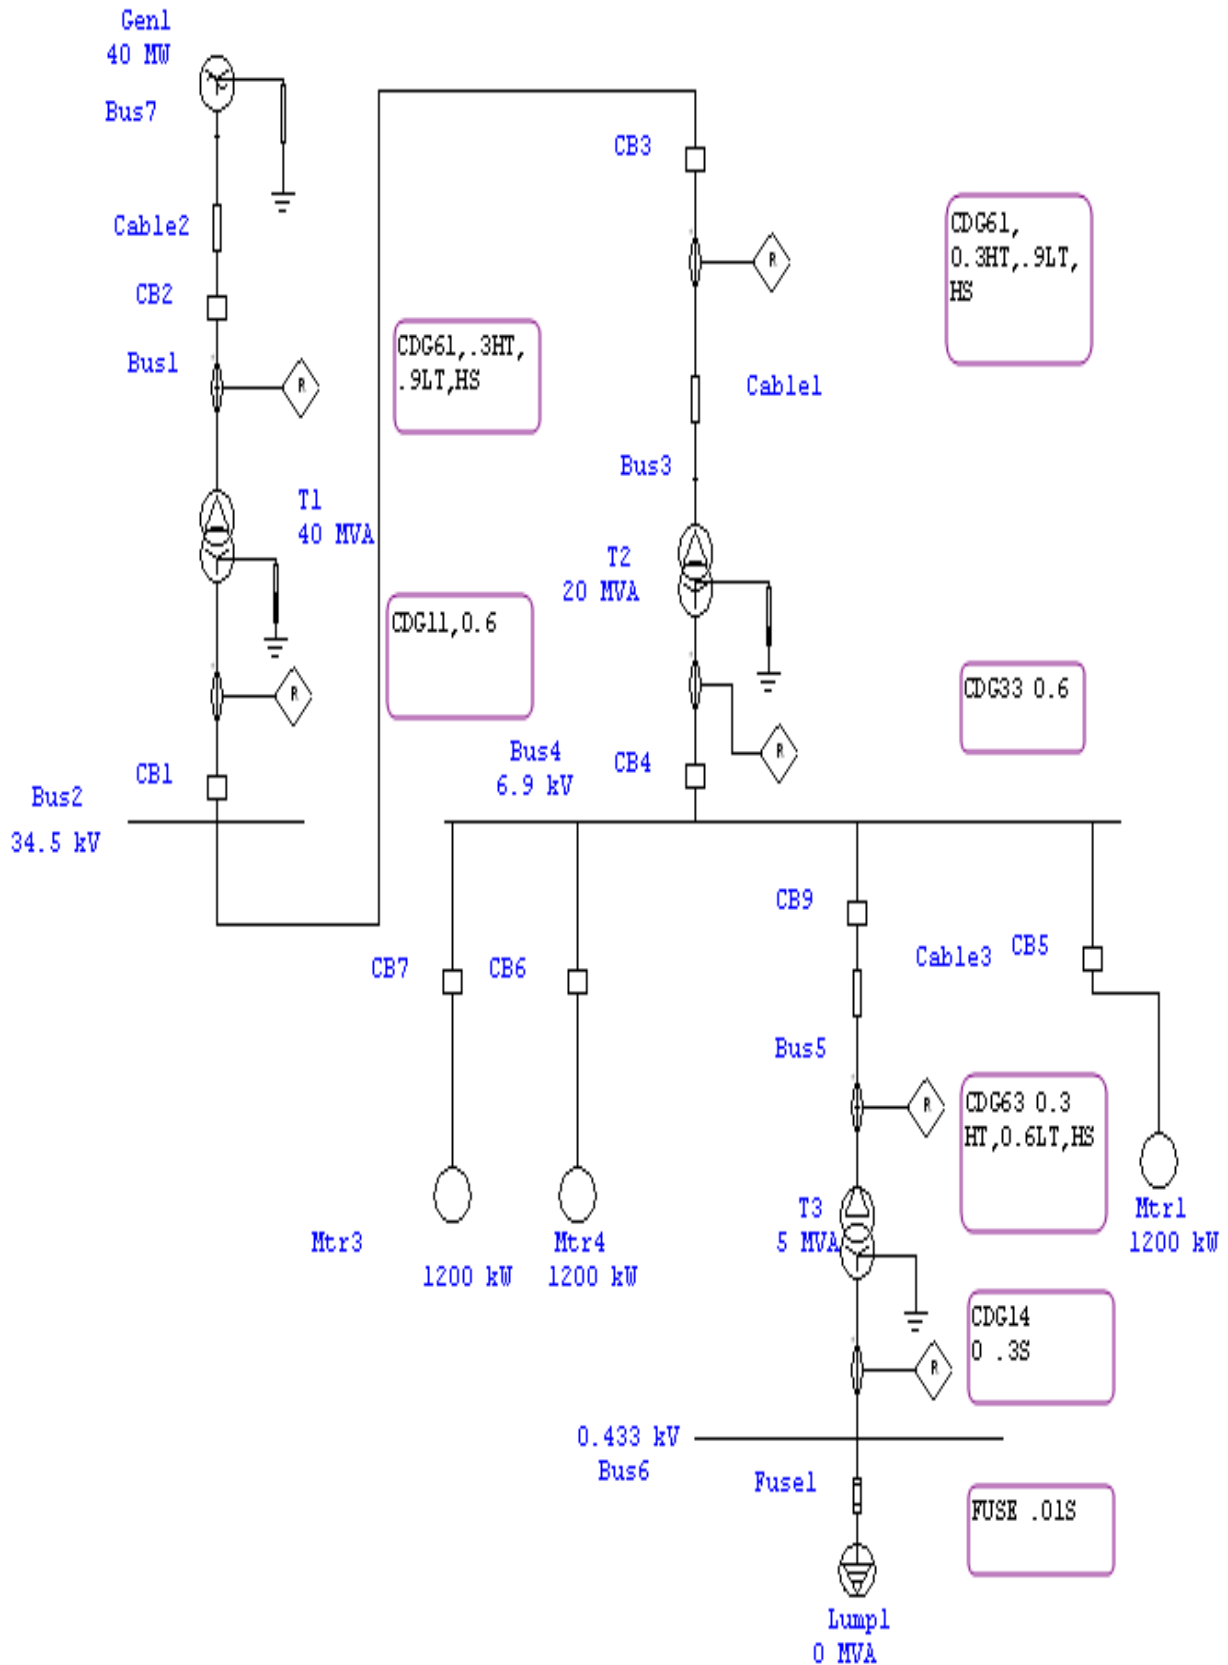 Gen1
40 MW
Bus7
Cable2
CB2
Bus1
R
T1
40 MVA
R
CB1
Bus2
34.5 kV
CDG61,.3HT,
.9LT,HS
CDG11,0.6
CB3
R
CDG61,
0.3HT,.9LT,
HS
Cable1
Bus3
T2
20 MVA
CDG33 0.6
R
Bus4
6.9 kV
CB4
CB7
CB6
CB9
Cable3
CB5
Bus5
R
CDG63 0.3
HT,0.6LT,HS
T3
5 MVA
Mtr3
1200 kW
Mtr4
1200 kW
Mtr1
1200 kW
CDG14
0 .3S
R
0.433 kV
Bus6
Fuse1
FUSE .01S
Lump1
0 MVA